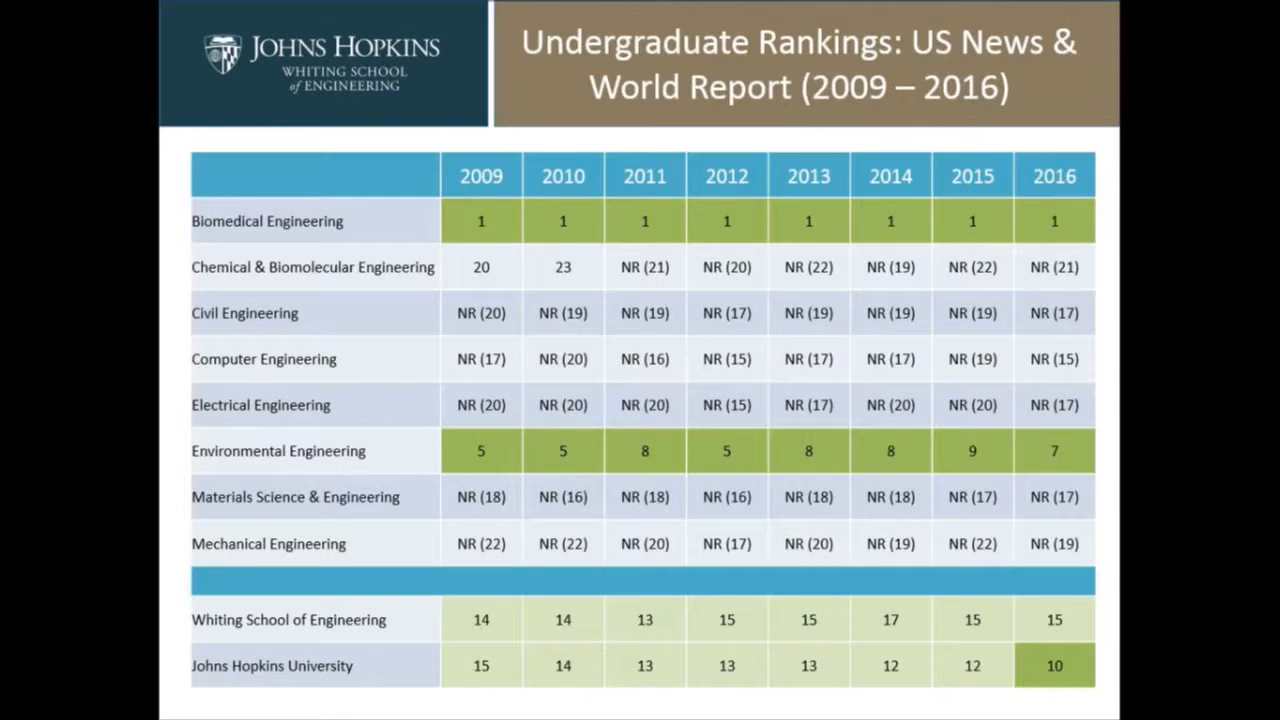 JOHNS HOPKINS
WHITING SCHOOL
of ENGINEERING
Undergraduate Rankings: US News &
World Report (2009 – 2016)
2009 2010 2011 2012 2013 2014 2015 2016
Biomedical Engineering 1 1 1 1 1 1 1 1
Chemical & Biomolecular Engineering 20 23 NR (21) NR (20) NR (22) NR (19) NR (22) NR (21)
Civil Engineering NR (20) NR (19) NR (19) NR (17) NR (19) NR (19) NR (19) NR (17)
Computer Engineering NR (17) NR (20) NR (16) NR (15) NR (17) NR (17) NR (19) NR (15)
Electrical Engineering NR (20) NR (20) NR (20) NR (15) NR (17) NR (20) NR (20) NR (17)
Environmental Engineering 5 5 8 5 8 8 9 7
Materials Science & Engineering NR (18) NR (16) NR (18) NR (16) NR (18) NR (18) NR (17) NR (17)
Mechanical Engineering NR (22) NR (22) NR (20) NR (17) NR (20) NR (19) NR (22) NR (19)
Whiting School of Engineering 14 14 13 15 15 17 15 15
Johns Hopkins University 15 14 13 13 13 12 12 10